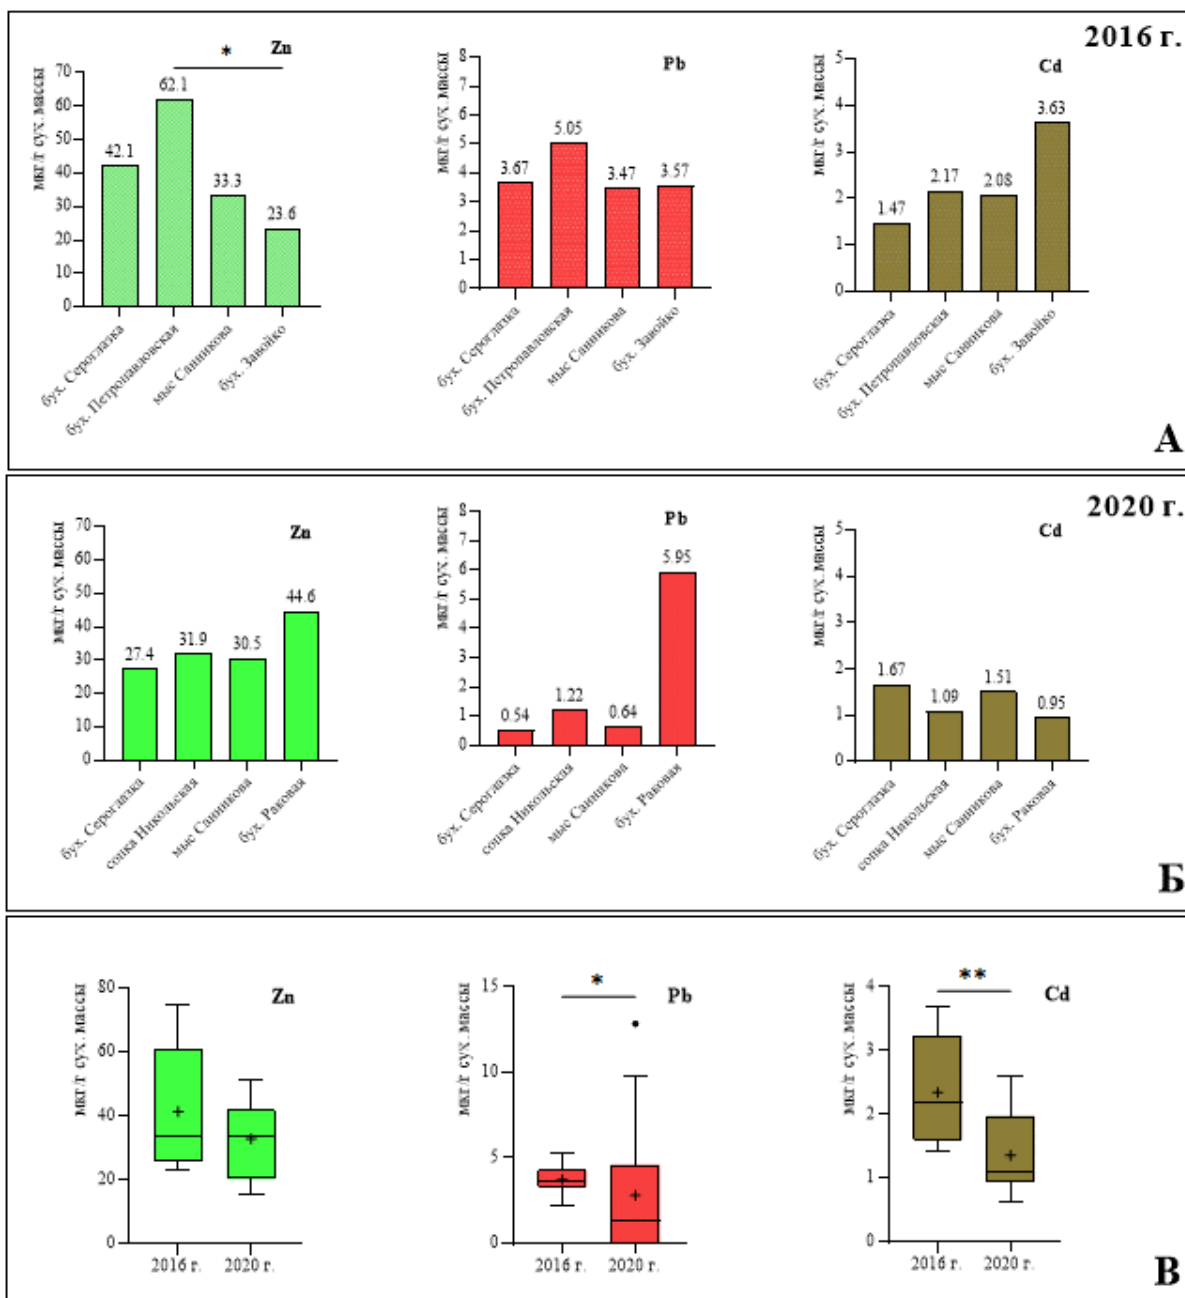 2016 г.
Zn
*
мкг/г сух. массы
70
60
50
40
30
20
10
0
42.1
62.1
33.3
23.6
бух. Сероглазка
бух. Петропавловская
мыс Санникова
бух. Завойко
Pb
мкг/г сух. массы
8
7
6
5
4
3
2
1
0
3.67
5.05
3.47
3.57
бух. Сероглазка
бух. Петропавловская
мыс Санникова
бух. Завойко
Cd
мкг/г сух. массы
5
4
3
2
1
0
1.47
2.17
2.08
3.63
бух. Сероглазка
бух. Петропавловская
мыс Санникова
бух. Завойко
А
2020 г.
Zn
мкг/г сух. массы
70
60
50
40
30
20
10
0
27.4
31.9
30.5
44.6
бух. Сероглазка
сопка Никольская
мыс Санникова
бух. Раковая
Pb
мкг/г сух. массы
8
7
6
5
4
3
2
1
0
0.54
1.22
0.64
5.95
бух. Сероглазка
сопка Никольская
мыс Санникова
бух. Раковая
Cd
мкг/г сух. массы
5
4
3
2
1
0
1.67
1.09
1.51
0.95
бух. Сероглазка
сопка Никольская
мыс Санникова
бух. Раковая
Б
Zn
мкг/г сух. массы
80
60
40
20
0
2016 г.
2020 г.
Pb
*
мкг/г сух. массы
15
10
5
0
2016 г.
2020 г.
Cd
**
мкг/г сух. массы
4
3
2
1
0
2016 г.
2020 г.
В